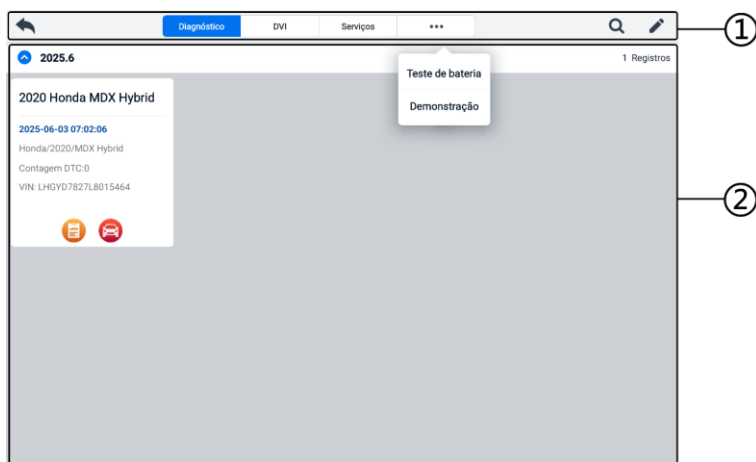 Diagnóstico DVI Serviços •••
①
2025.6
1 Registros
Teste de bateria
Demonstração
2020 Honda MDX Hybrid
2025-06-03 07:02:06
Honda/2020/MDX Hybrid
Contagem DTC:0
VIN: LHGYD7827L8015464
②